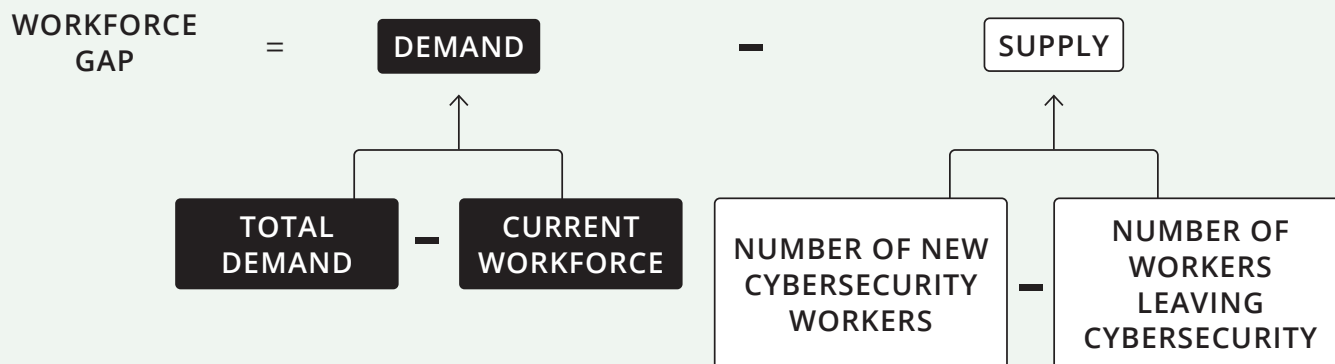 WORKFORCE
GAP
=
DEMAND
-
SUPPLY
TOTAL
DEMAND
-
CURRENT
WORKFORCE
NUMBER OF NEW
CYBERSECURITY
WORKERS
-
NUMBER OF
WORKERS
LEAVING
CYBERSECURITY